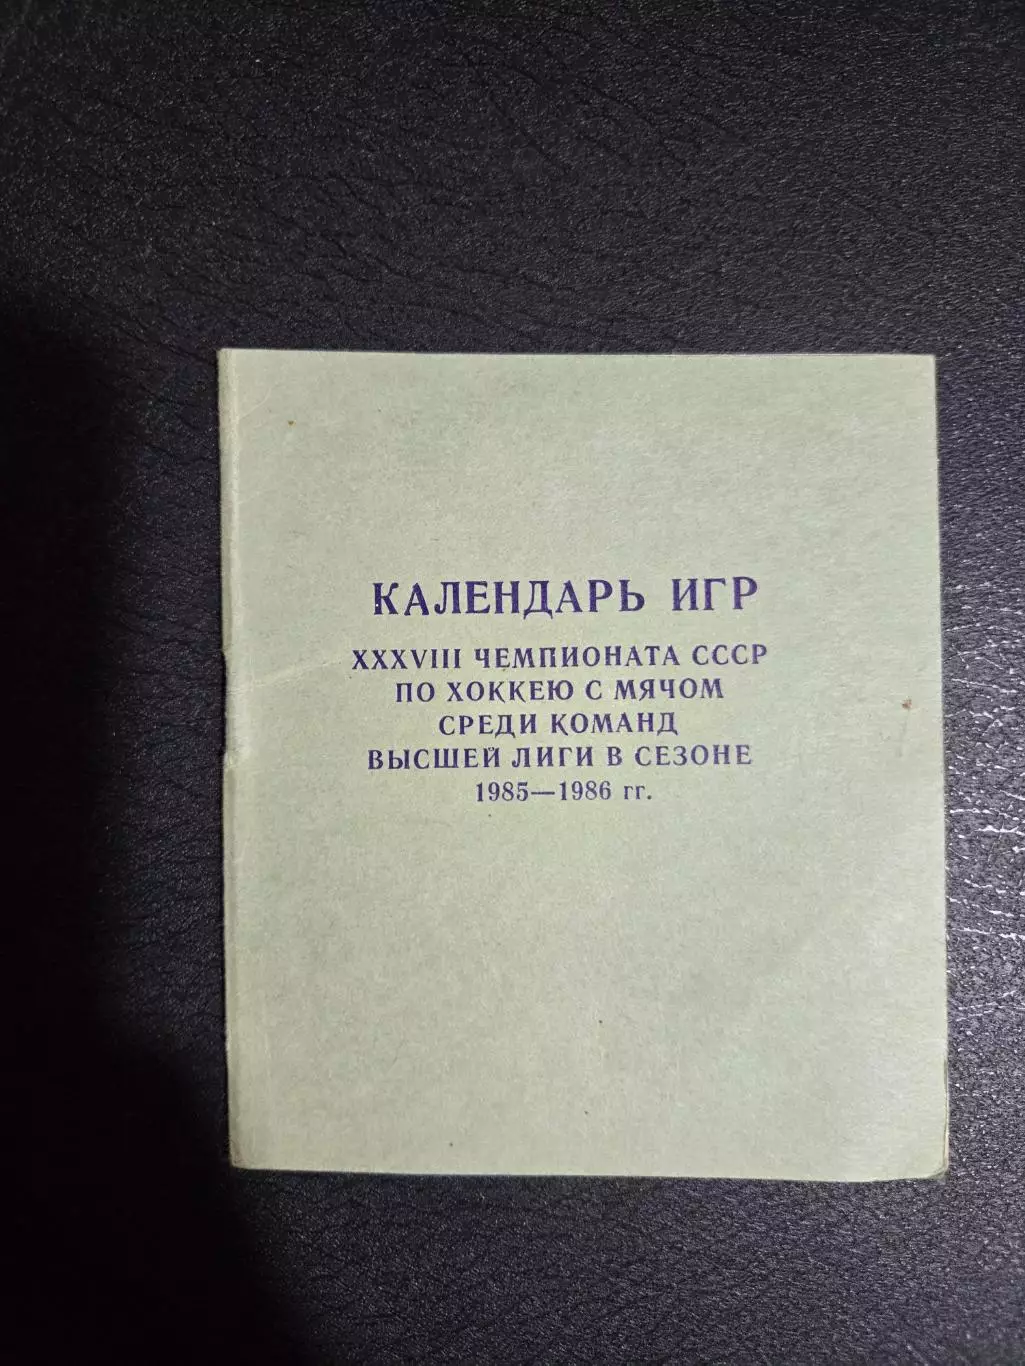 КАЛЕНДАРЬ ИГР
XXXVIII ЧЕМПИОНАТА СССР
ПО ХОККЕЮ С МЯЧОМ
СРЕДИ КОМАНД
ВЫСШЕЙ ЛИГИ В СЕЗОНЕ
1985—1986 гг.